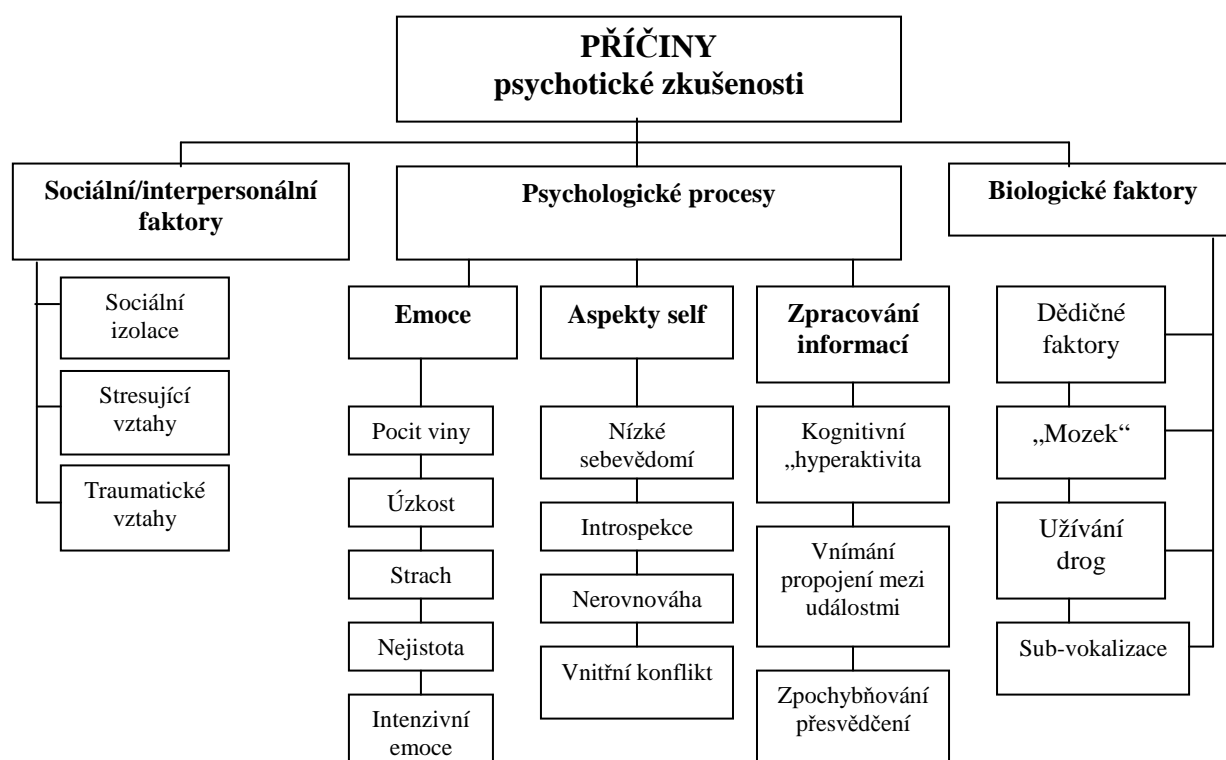 PŘÍČINY
psychotické zkušenosti
Sociální/interpersonální
faktory
Psychologické procesy
Biologické faktory
Sociální
izolace
Stresující
vztahy
Traumatické
vztahy
Emoce
Pocit viny
Úzkost
Strach
Nejistota
Intenzivní
emoce
Aspekty self
Nízké
sebevědomí
Introspekce
Nerovnováha
Vnitřní konflikt
Zpracování
informací
Kognitivní
„hyperaktivita
Vnímání
propojení mezi
událostmi
Zpochybňování
přesvědčení
Dědičné
faktory
„Mozek“
Užívání
drog
Sub-vokalizace